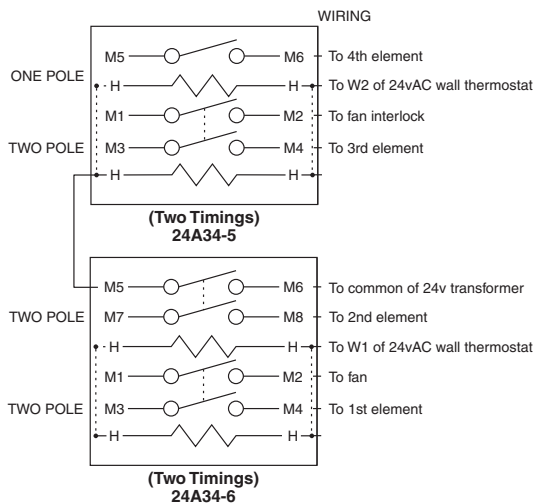 WIRING
M5 M6 To 4th element
ONE POLE
H H To W2 of 24vAC wall thermostat
M1 M2 To fan interlock
TWO POLE M3 M4 To 3rd element
H H
(Two Timings)
24A34-5
M5 M6 To common of 24v transformer
TWO POLE M7 M8 To 2nd element
H H To W1 of 24vAC wall thermostat
M1 M2 To fan
TWO POLE M3 M4 To 1st element
H H
(Two Timings)
24A34-6